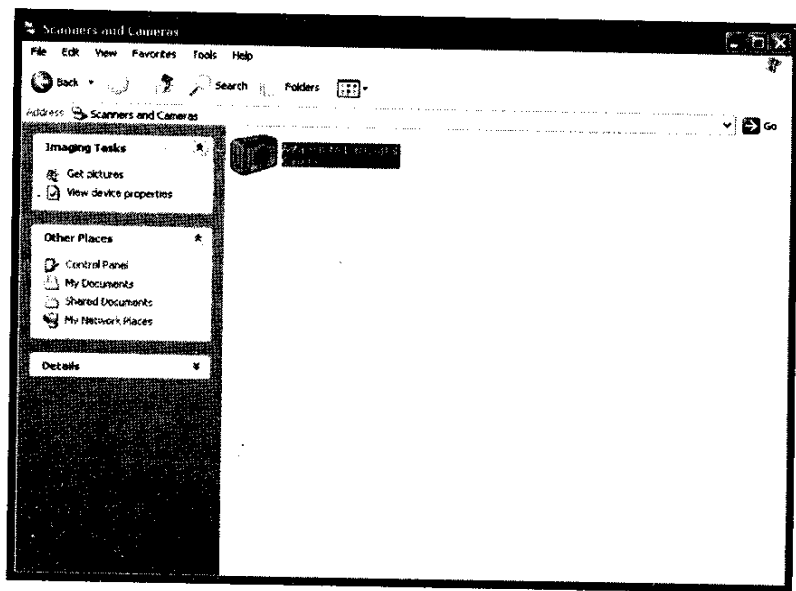 Scanners and Cameras
File Edit View Favorites Tools Help
Back Search Folders
Address Scanners and Cameras Go
Imaging Tasks
Get pictures
View device properties
Other Places
Control Panel
My Documents
Shared Documents
My Network Places
Details